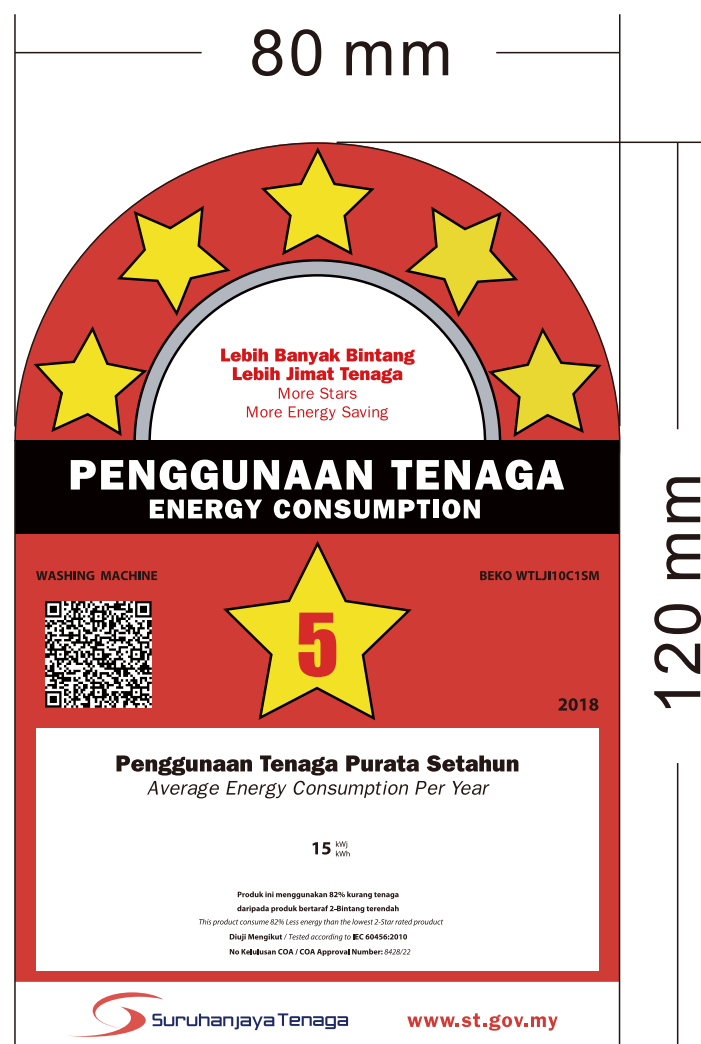 80 mm
Lebih Banyak Bintang
Lebih Jimat Tenaga
More Stars
More Energy Saving
PENGGUNAAN TENAGA
ENERGY CONSUMPTION
WASHING MACHINE
BEKO WTLJI10C1SM
5
2018
120 mm
Penggunaan Tenaga Purata Setahun
Average Energy Consumption Per Year
15 kWj
kWh
Produk ini menggunakan 82% kurang tenaga
daripada produk bertaraf 2-Bintang terendah
This product consume 82% Less energy than the lowest 2-Star rated prouduct
Diuji Mengikut / Tested according to IEC 60456:2010
No Kelulusan COA / COA Approval Number: 8428/22
Suruhanjaya Tenaga
www.st.gov.my